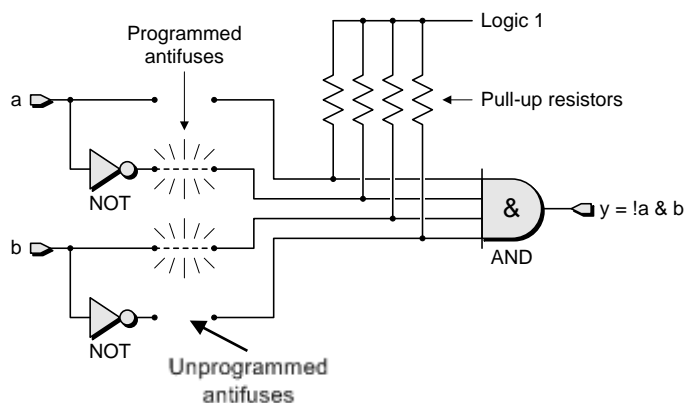 Logic 1
Programmed
antifuses
a
Pull-up resistors
NOT
&
y = !a & b
b
AND
NOT
Unprogrammed
antifuses